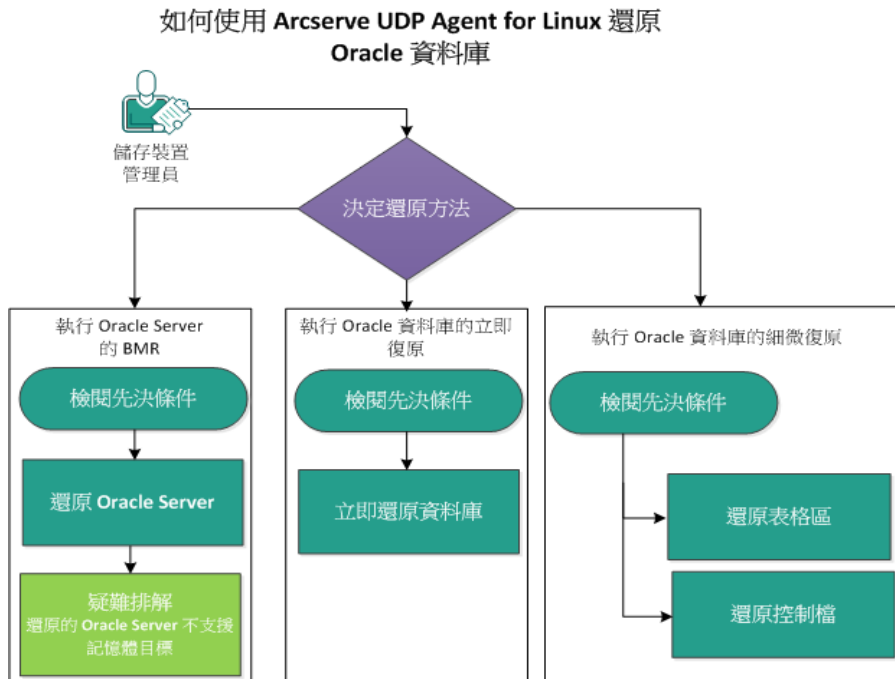 如何使用 Arcserve UDP Agent for Linux 還原
Oracle 資料庫
儲存裝置
管理員
決定還原方法
執行 Oracle Server
的 BMR
檢閱先決條件
還原 Oracle Server
疑難排解
還原的 Oracle Server 不支援
記憶體目標
執行 Oracle 資料庫的立即
復原
檢閱先決條件
立即還原資料庫
執行 Oracle 資料庫的細微復原
檢閱先決條件
還原表格區
還原控制檔